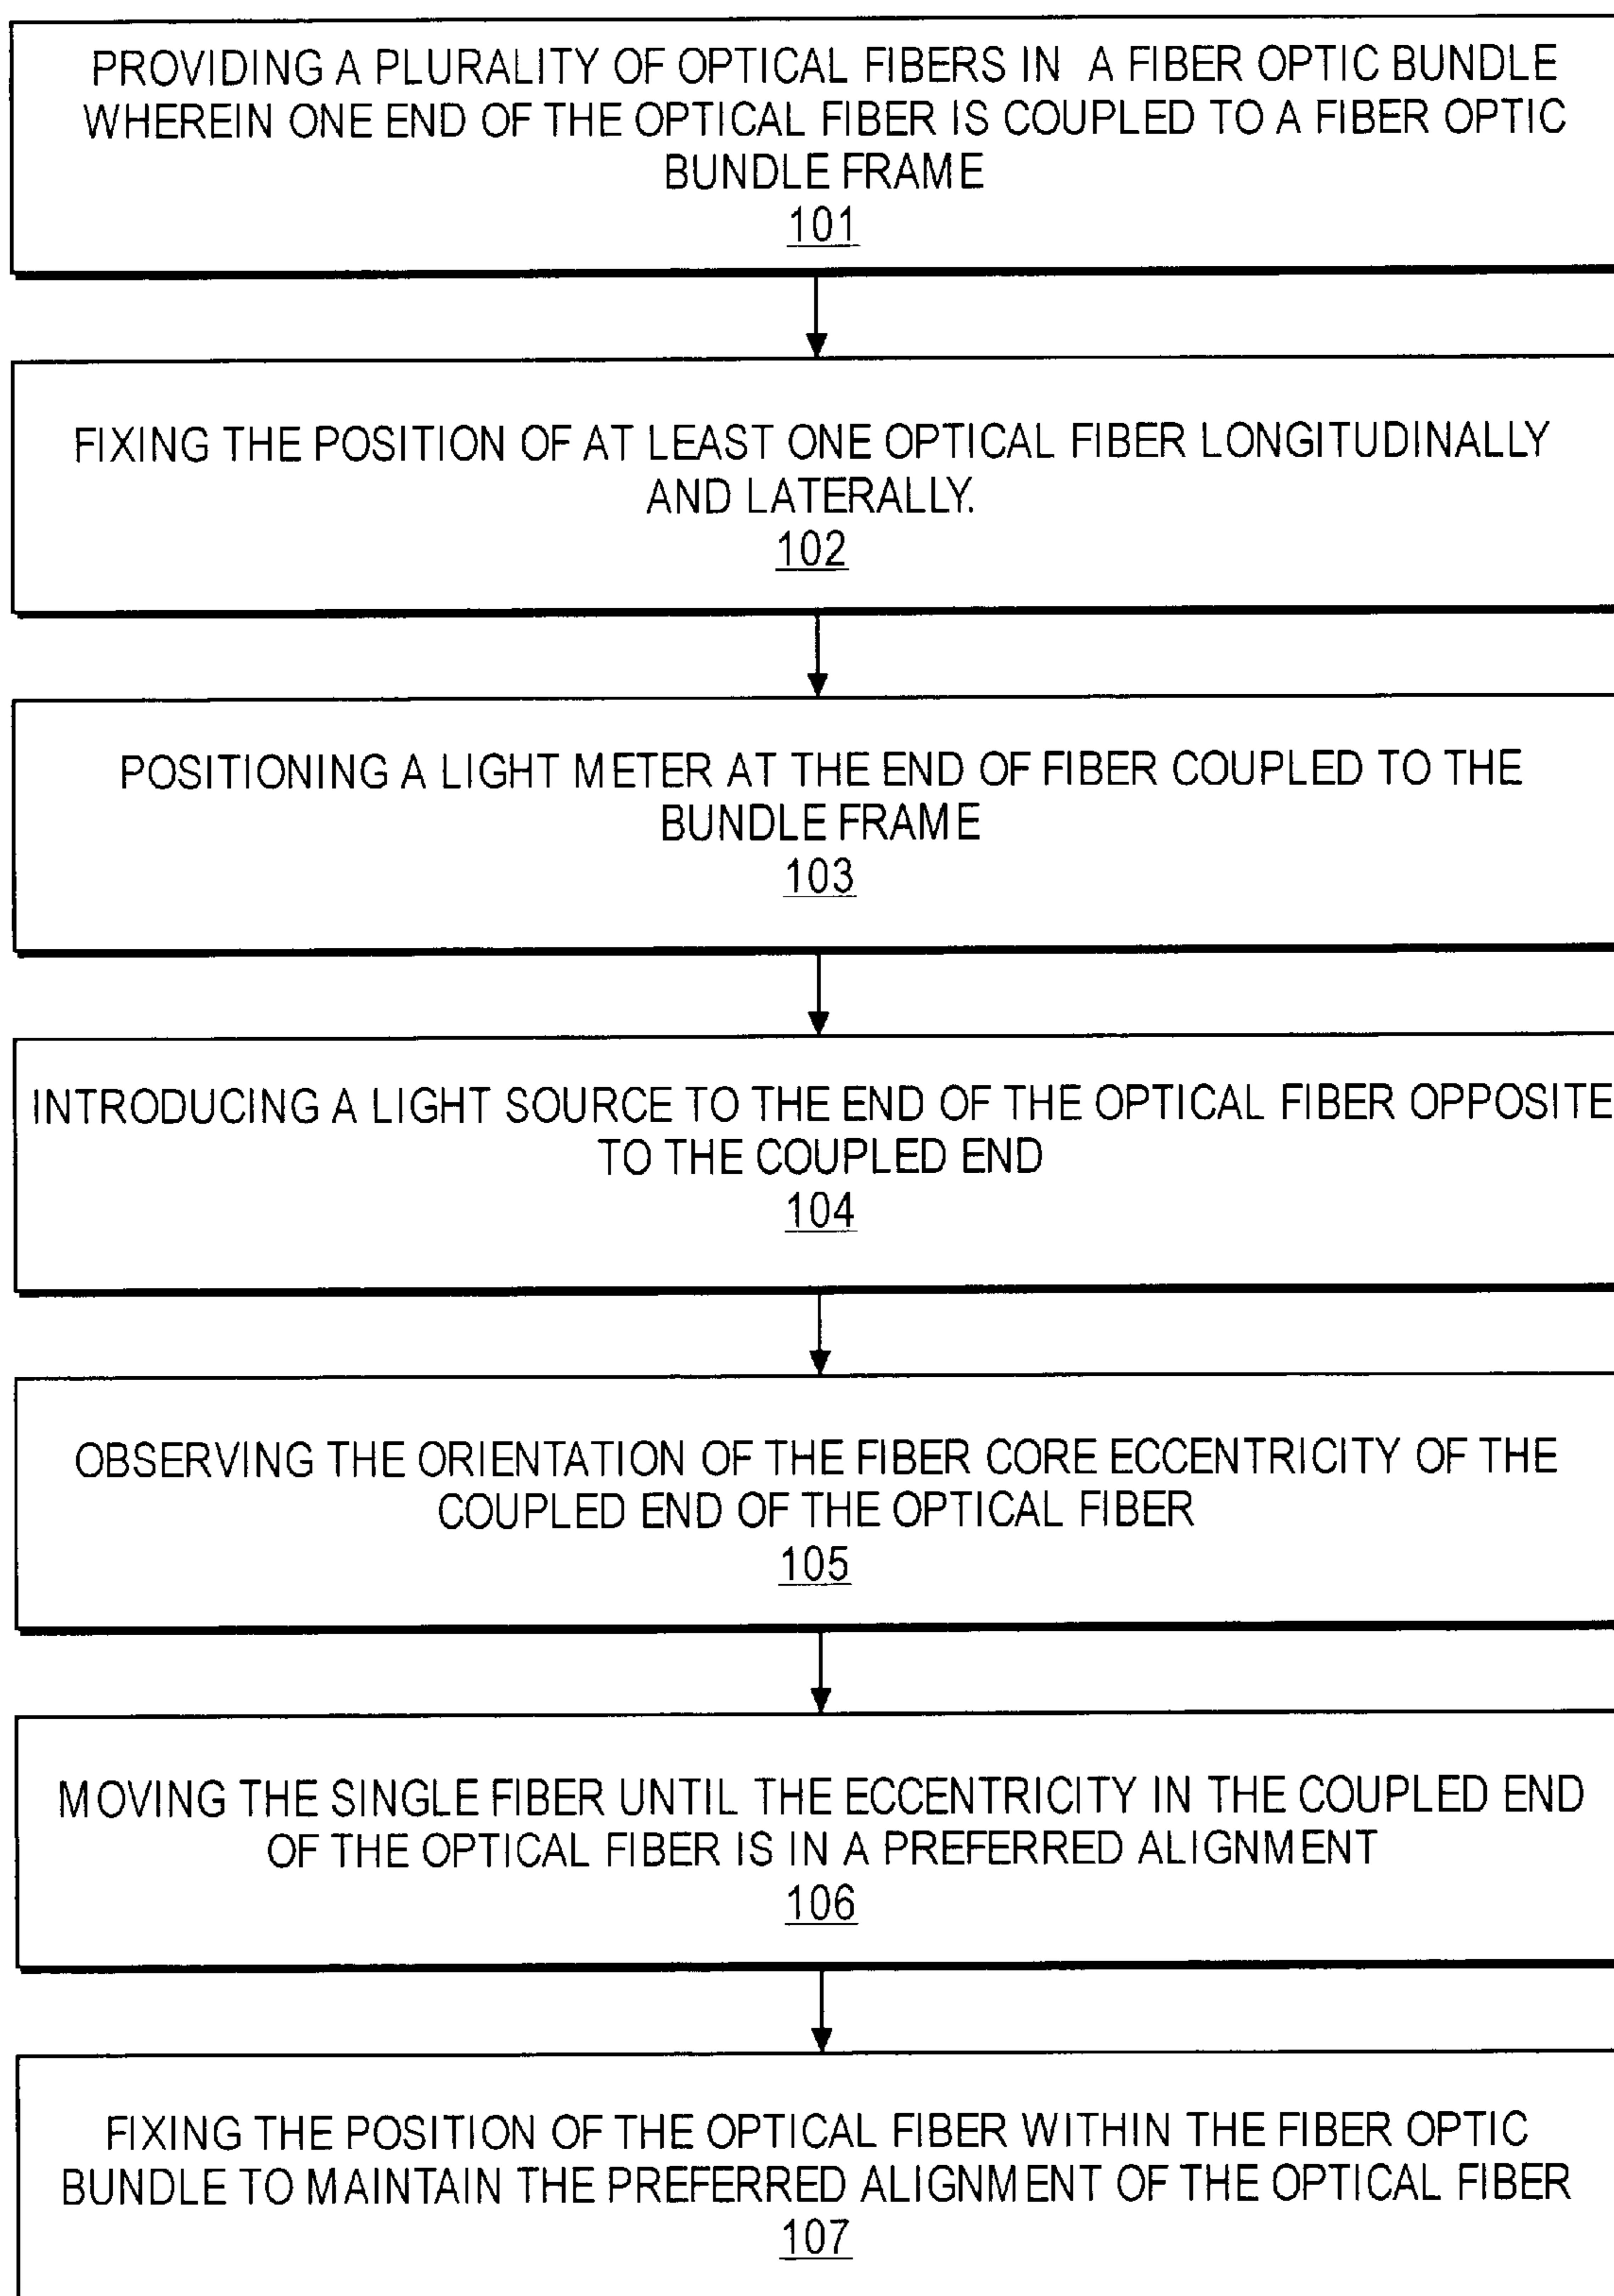 PROVIDING A PLURALITY OF OPTICAL FIBERS IN A FIBER OPTIC BUNDLE
WHEREIN ONE END OF THE OPTICAL FIBER IS COUPLED TO A FIBER OPTIC
BUNDLE FRAME
101
FIXING THE POSITION OF AT LEAST ONE OPTICAL FIBER LONGITUDINALLY
AND LATERALLY.
102
POSITIONING A LIGHT METER AT THE END OF FIBER COUPLED TO THE
BUNDLE FRAME
103
INTRODUCING A LIGHT SOURCE TO THE END OF THE OPTICAL FIBER OPPOSITE
TO THE COUPLED END
104
OBSERVING THE ORIENTATION OF THE FIBER CORE ECCENTRICITY OF THE
COUPLED END OF THE OPTICAL FIBER
105
MOVING THE SINGLE FIBER UNTIL THE ECCENTRICITY IN THE COUPLED END
OF THE OPTICAL FIBER IS IN A PREFERRED ALIGNMENT
106
FIXING THE POSITION OF THE OPTICAL FIBER WITHIN THE FIBER OPTIC
BUNDLE TO MAINTAIN THE PREFERRED ALIGNMENT OF THE OPTICAL FIBER
107